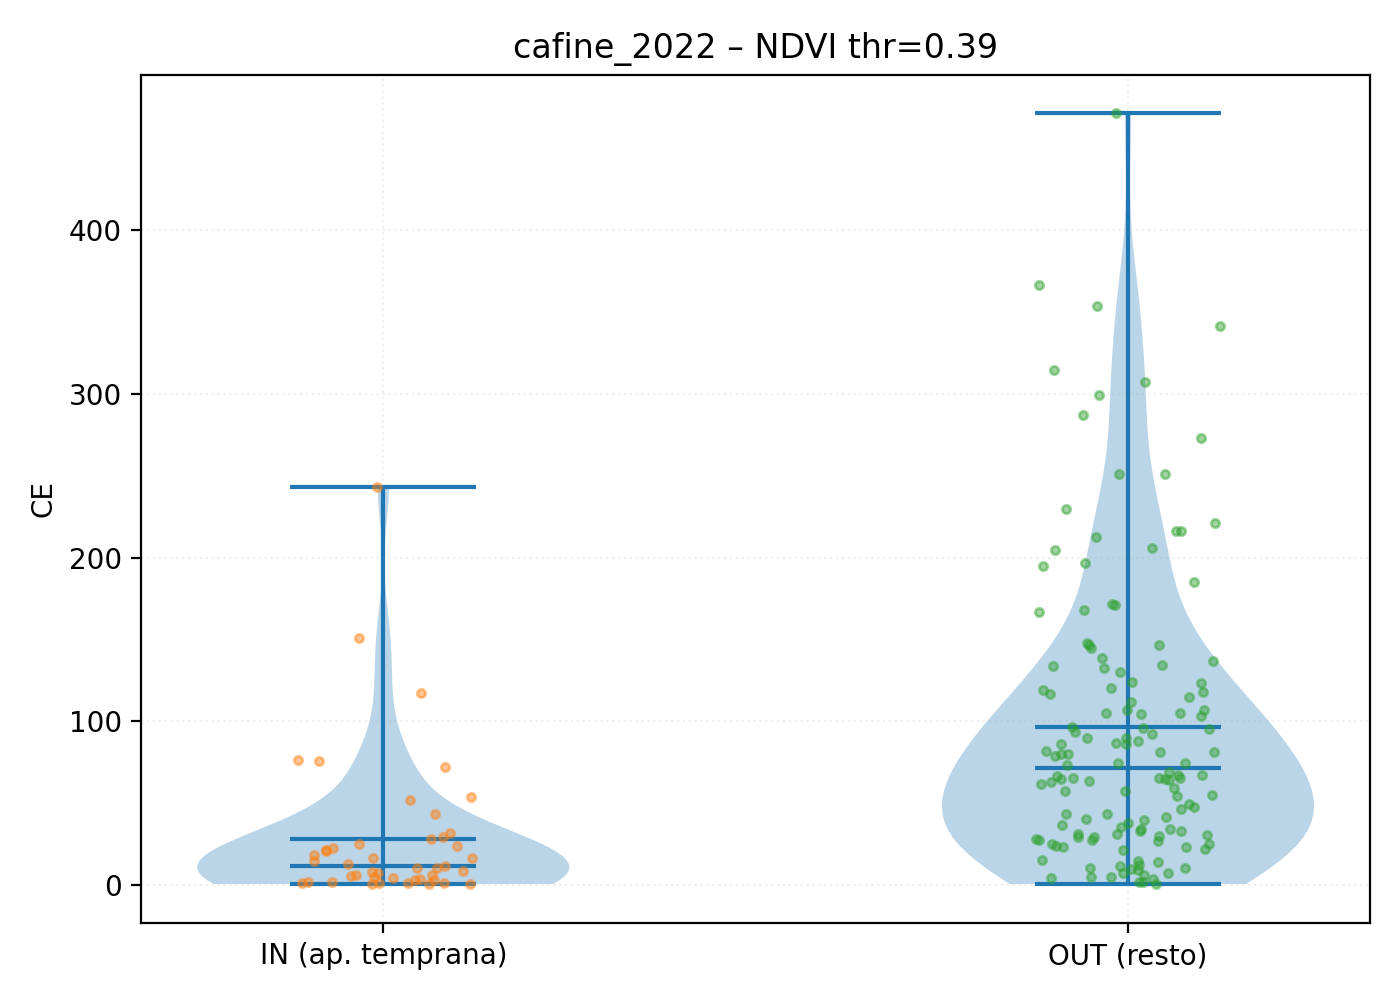 cafine_2022 – NDVI thr=0.39
CE
400
300
200
100
0
IN (ap. temprana)
OUT (resto)